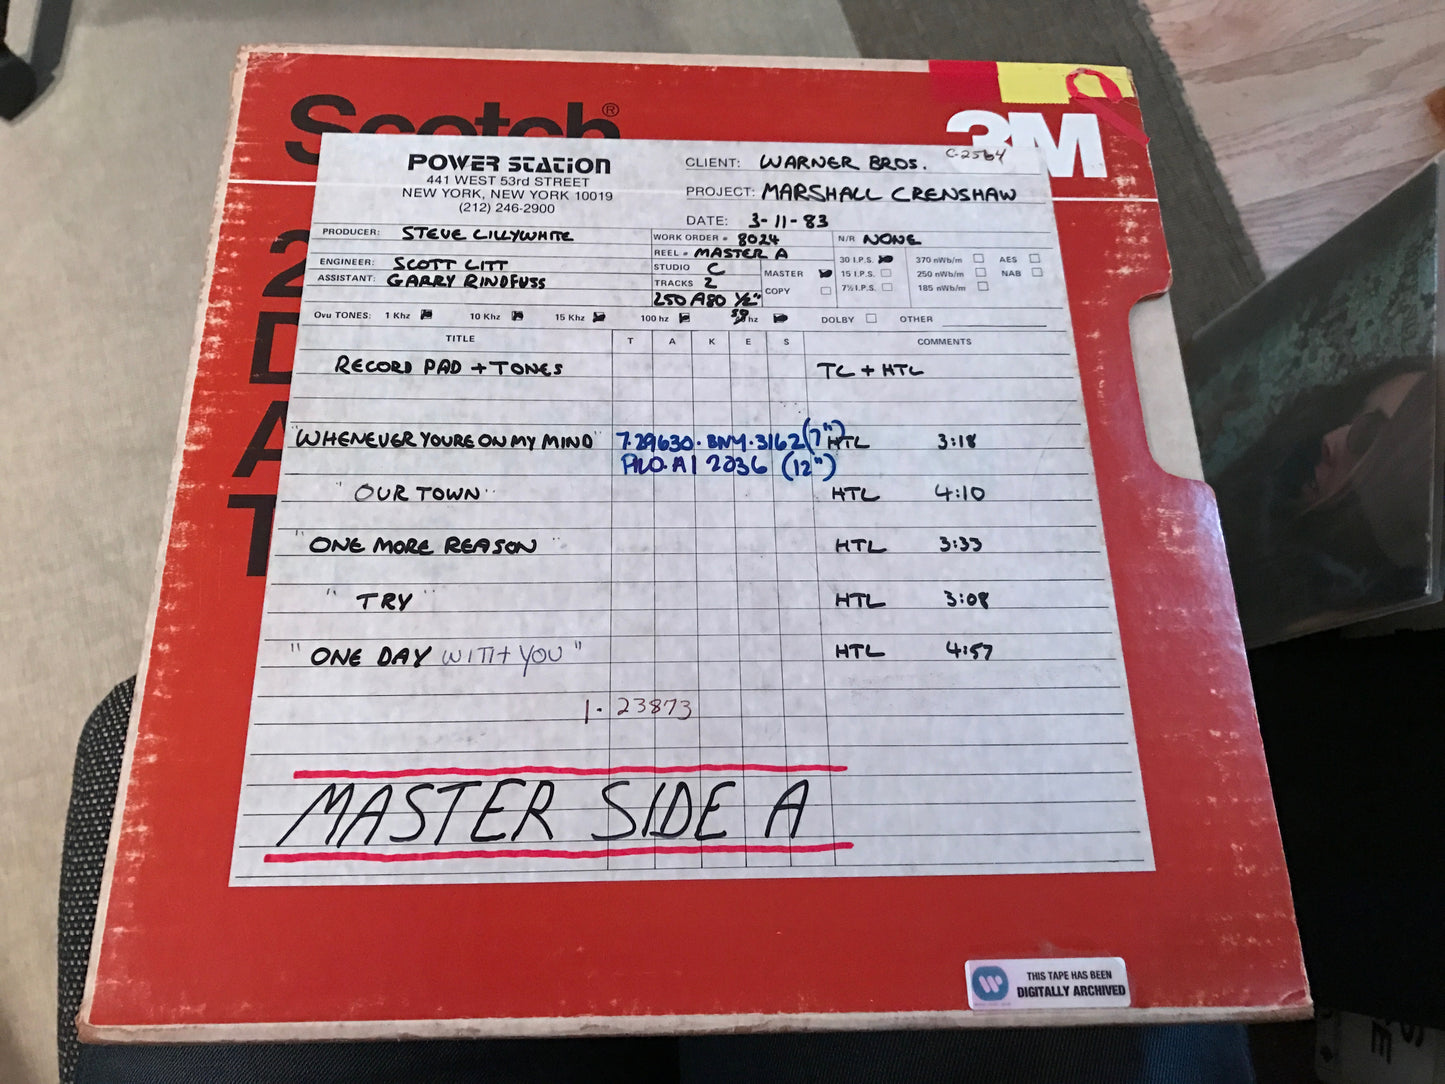 Scotch®
3M
C-2564
POWER STATION
441 WEST 53rd STREET
NEW YORK, NEW YORK 10019
(212) 246-2900
CLIENT: WARNER BROS.
PROJECT: MARSHALL CRENSHAW
DATE: 3-11-83
PRODUCER: STEVE LILLYWHITE
ENGINEER: SCOTT LITT
ASSISTANT: GARRY RINDFUSS
WORK ORDER # 8024
REEL # MASTER A
STUDIO C
TRACKS 2
250 A80 1/2"
MASTER
COPY
N/R NONE
30 I.P.S. 370 nWb/m AES
15 I.P.S. 250 nWb/m NAB
7½ I.P.S. 185 nWb/m
Ovu TONES: 1 Khz 10 Khz 15 Khz 100 hz 50 hz DOLBY OTHER
TITLE T A K E S COMMENTS
RECORD PAD + TONES TC + HTL
"WHENEVER YOURE ON MY MIND" 7.29630. BNY. 3162 (7") HTL 3:18
PRO. A1 2036 (12")
"OUR TOWN" HTL 4:10
"ONE MORE REASON" HTL 3:33
"TRY" HTL 3:08
"ONE DAY WITH YOU" HTL 4:57
1-23873
MASTER SIDE A
2
D
A
T
THIS TAPE HAS BEEN
DIGITALLY ARCHIVED